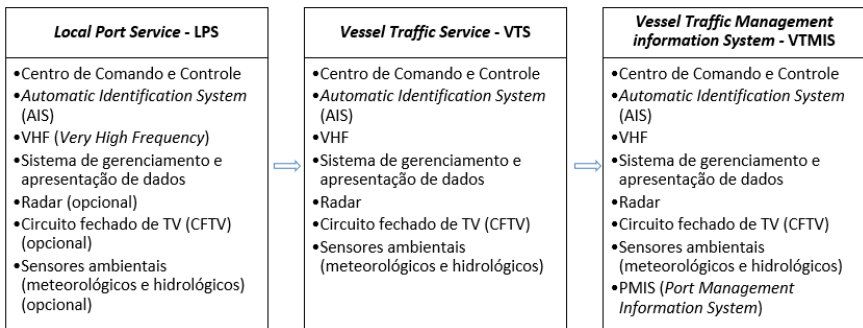 Local Port Service - LPS
•Centro de Comando e Controle
•Automatic Identification System
(AIS)
•VHF (Very High Frequency)
•Sistema de gerenciamento e
apresentação de dados
•Radar (opcional)
•Circuito fechado de TV (CFTV)
(opcional)
•Sensores ambientais
(meteorológicos e hidrológicos)
(opcional)
Vessel Traffic Service - VTS
•Centro de Comando e Controle
•Automatic Identification System
(AIS)
•VHF
•Sistema de gerenciamento e
apresentação de dados
•Radar
•Circuito fechado de TV (CFTV)
•Sensores ambientais
(meteorológicos e hidrológicos)
Vessel Traffic Management
information System - VTMIS
•Centro de Comando e Controle
•Automatic Identification System
(AIS)
•VHF
•Sistema de gerenciamento e
apresentação de dados
•Radar
•Circuito fechado de TV (CFTV)
•Sensores ambientais
(meteorológicos e hidrológicos)
•PMIS (Port Management
Information System)